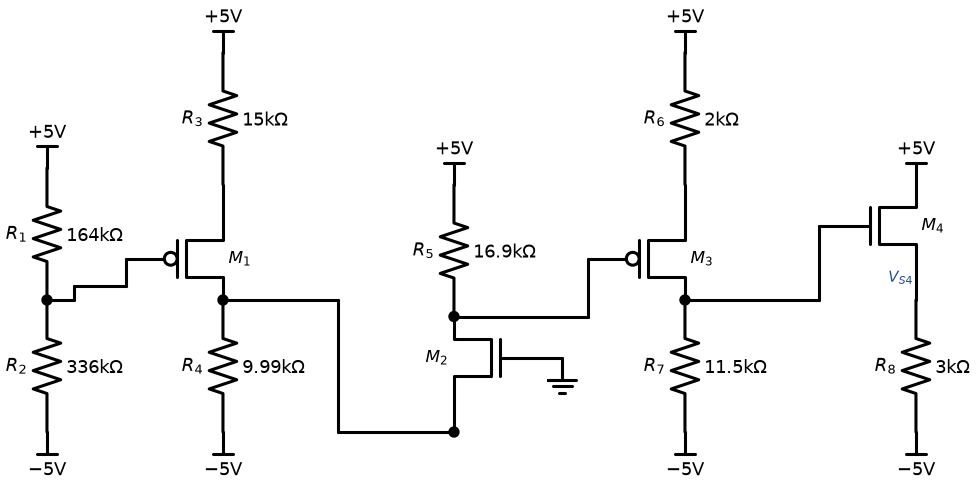 +5V
+5V
R3
15kΩ
R6
2kΩ
+5V
+5V
+5V
R1
164kΩ
M4
R5
16.9kΩ
M1
M3
VS4
M2
R2
336kΩ
R4
9.99kΩ
R7
11.5kΩ
R8
3kΩ
−5V
−5V
−5V
−5V